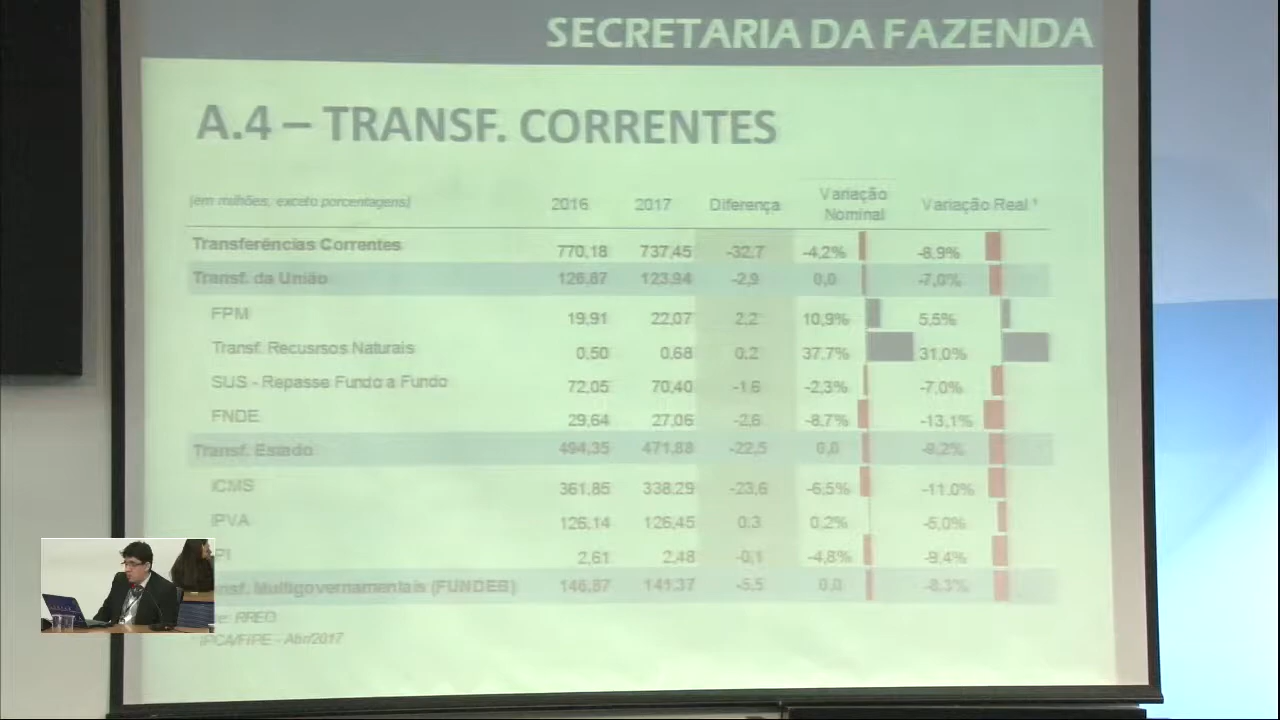 SECRETARIA DA FAZENDA
A.4 – TRANSF. CORRENTES
(em milhões, exceto porcentagens) 2016 2017 Diferença Variação Nominal Variação Real ¹
Transferências Correntes 770,18 737,45 -32,7 -4,2% -8,9%
Transf. da União 126,87 123,94 -2,9 0,0 -7,0%
FPM 19,91 22,07 2,2 10,9% 5,5%
Transf. Recusrsos Naturais 0,50 0,68 0,2 37,7% 31,0%
SUS - Repasse Fundo a Fundo 72,05 70,40 -1,6 -2,3% -7,0%
FNDE 29,64 27,06 -2,6 -8,7% -13,1%
Transf. Estado 494,35 471,88 -22,5 0,0 -9,2%
ICMS 361,85 338,29 -23,6 -6,5% -11,0%
IPVA 126,14 126,45 0,3 0,2% -5,0%
PI 2,61 2,48 -0,1 -4,8% -9,4%
nsf. Multigovernamentais (FUNDEB) 146,87 141,37 -5,5 0,0 -8,3%
e: RREO
IPCA/FIPE - Abr/2017